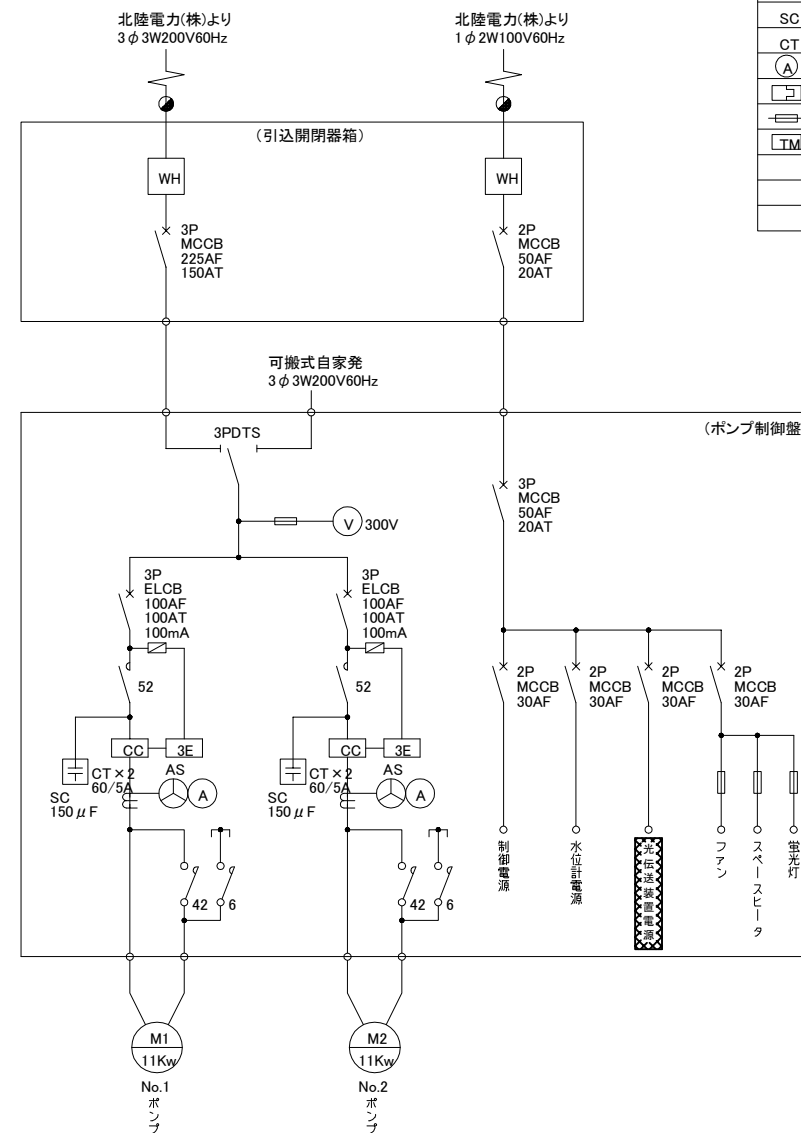 北陸電力(株)より
3φ3W200V60Hz
北陸電力(株)より
1φ2W100V60Hz
SC
CT
A
TM
(引込開閉器箱)
WH
WH
3P
MCCB
225AF
150AT
2P
MCCB
50AF
20AT
可搬式自家発
3φ3W200V60Hz
(ポンプ制御盤
3PDTS
3P
MCCB
50AF
20AT
V
300V
3P
ELCB
100AF
100AT
100mA
3P
ELCB
100AF
100AT
100mA
52
52
2P
MCCB
30AF
2P
MCCB
30AF
2P
MCCB
30AF
2P
MCCB
30AF
CC
3E
CC
3E
CT×2
60/5A
AS
A
CT×2
60/5A
AS
A
SC
150μF
SC
150μF
制御電源
水位計電源
光伝送装置電源
ファン
スペースヒータ
蛍光灯
42
6
42
6
M1
11Kw
M2
11Kw
No.1
ポンプ
No.2
ポンプ